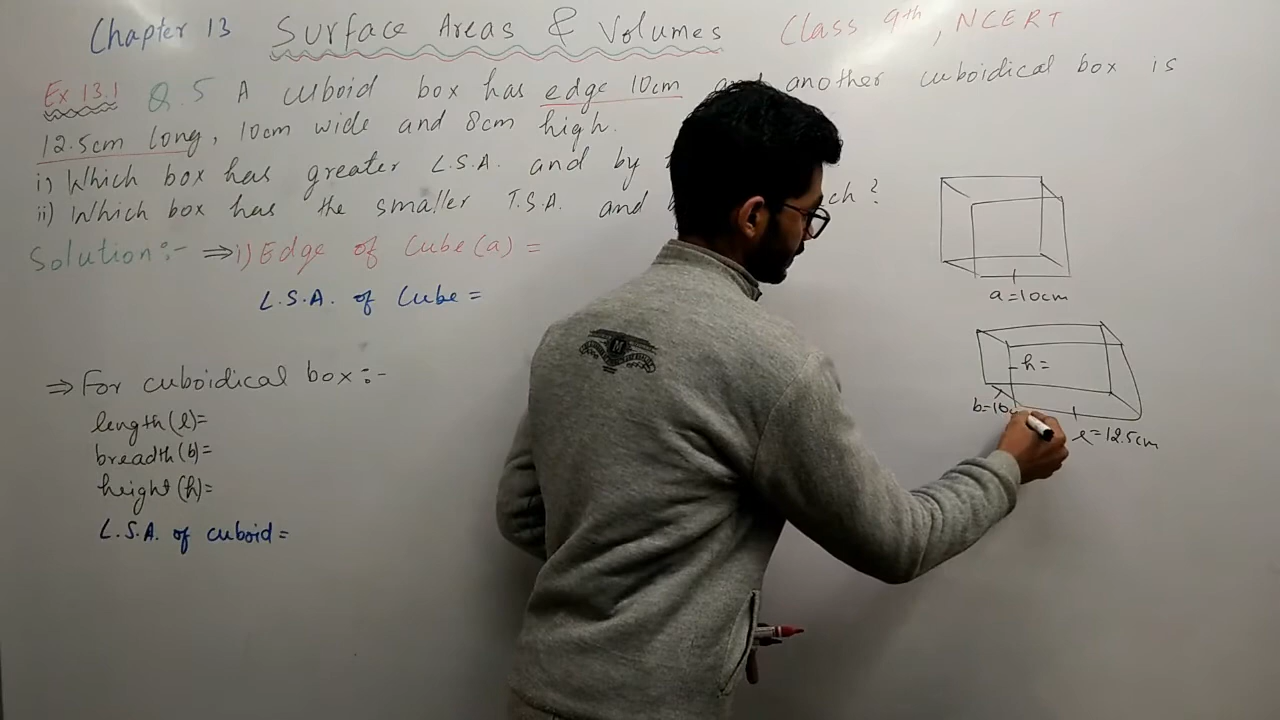 Chapter 13 Surface Areas & Volumes Class 9th, NCERT
Ex 13.1 Q.5 A cuboid box has edge 10cm another cuboidical box is
12.5cm long, 10cm wide and 8cm high.
i) Which box has greater L.S.A. and by
ii) Which box has the smaller T.S.A. and ch?
Solution:- ⇒ i) Edge of Cube(a) =
L.S.A. of Cube =
⇒ For cuboidical box:-
length(l)=
breadth(b)=
height(h)=
L.S.A. of cuboid=
a=10cm
h=
b=10c
l=12.5cm
M